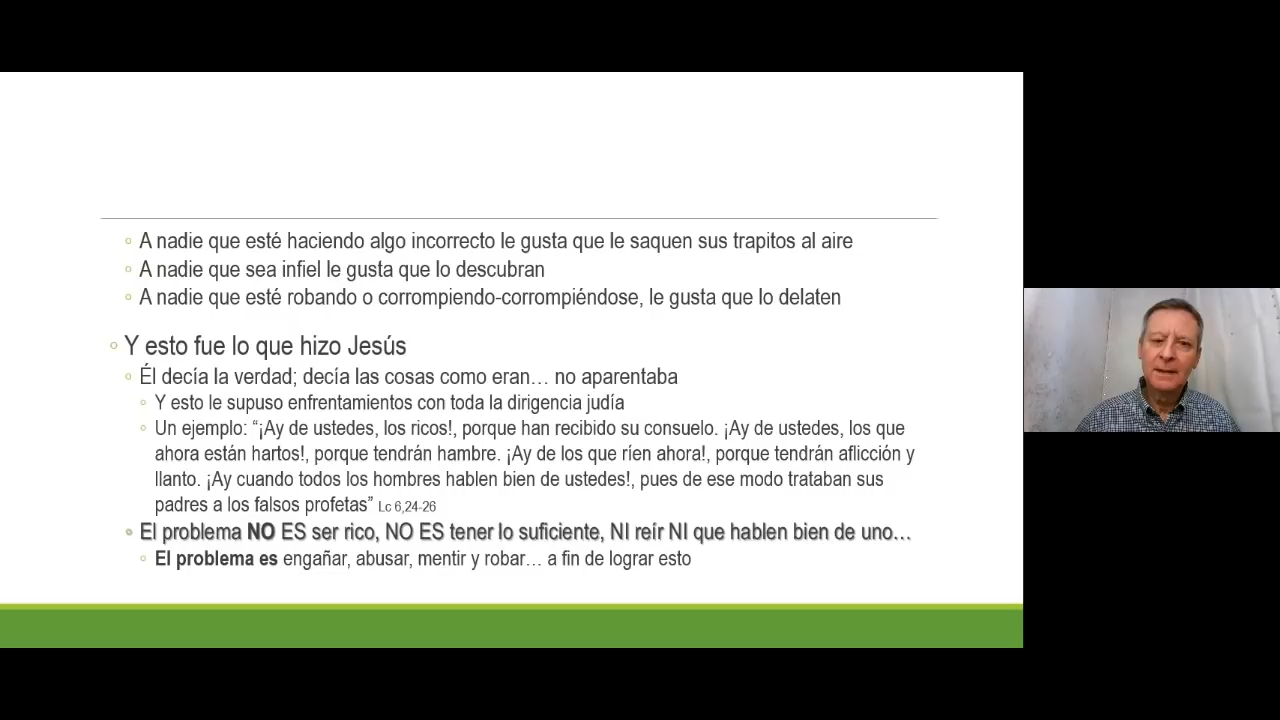 A nadie que esté haciendo algo incorrecto le gusta que le saquen sus trapitos al aire
A nadie que sea infiel le gusta que lo descubran
A nadie que esté robando o corrompiendo-corrompiéndose, le gusta que lo delaten
Y esto fue lo que hizo Jesús
Él decía la verdad; decía las cosas como eran… no aparentaba
Y esto le supuso enfrentamientos con toda la dirigencia judía
Un ejemplo: “¡Ay de ustedes, los ricos!, porque han recibido su consuelo. ¡Ay de ustedes, los que
ahora están hartos!, porque tendrán hambre. ¡Ay de los que ríen ahora!, porque tendrán aflicción y
llanto. ¡Ay cuando todos los hombres hablen bien de ustedes!, pues de ese modo trataban sus
padres a los falsos profetas” Lc 6,24-26
El problema NO ES ser rico, NO ES tener lo suficiente, NI reír NI que hablen bien de uno…
El problema es engañar, abusar, mentir y robar… a fin de lograr esto